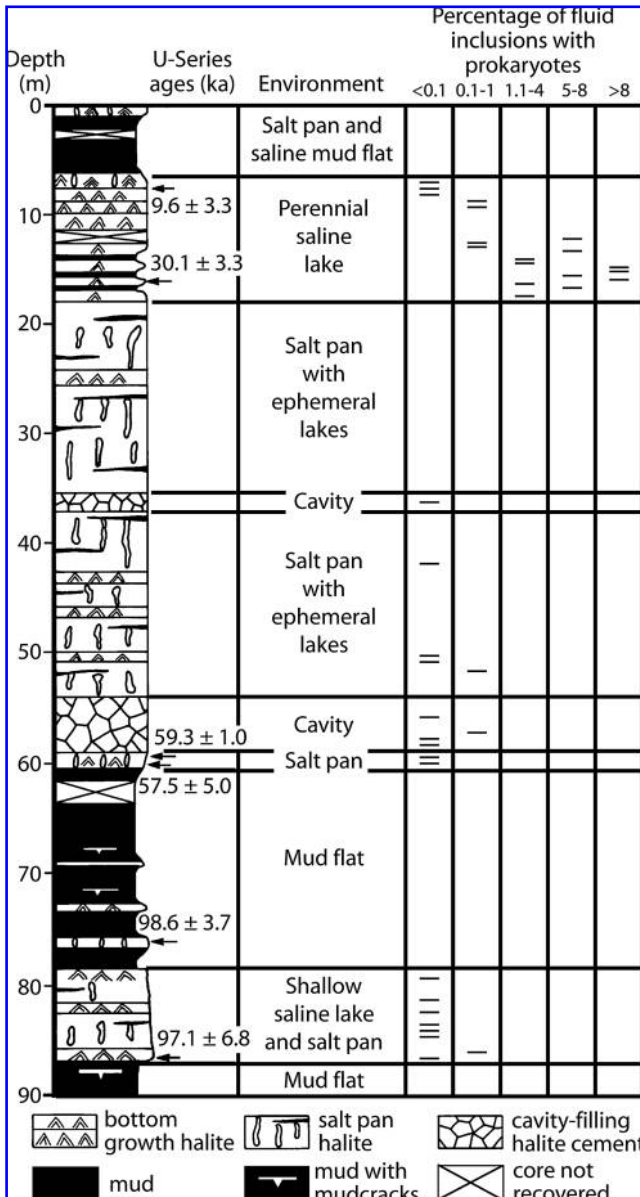 Percentage of fluid
inclusions with
prokaryotes
Depth
(m)
U-Series
ages (ka)
Environment
<0.1 0.1-1 1.1-4 5-8 >8
0
Salt pan and
saline mud flat
10
9.6 ± 3.3
30.1 ± 3.3
Perennial
saline
lake
20
Salt pan
with
ephemeral
lakes
30
Cavity
40
Salt pan
with
ephemeral
lakes
50
59.3 ± 1.0
Cavity
60
Salt pan
57.5 ± 5.0
Mud flat
70
98.6 ± 3.7
80
Shallow
saline lake
and salt pan
97.1 ± 6.8
Mud flat
90
bottom
growth halite
salt pan
halite
cavity-filling
halite cement
mud
mud with
mudcracks
core not
recovered